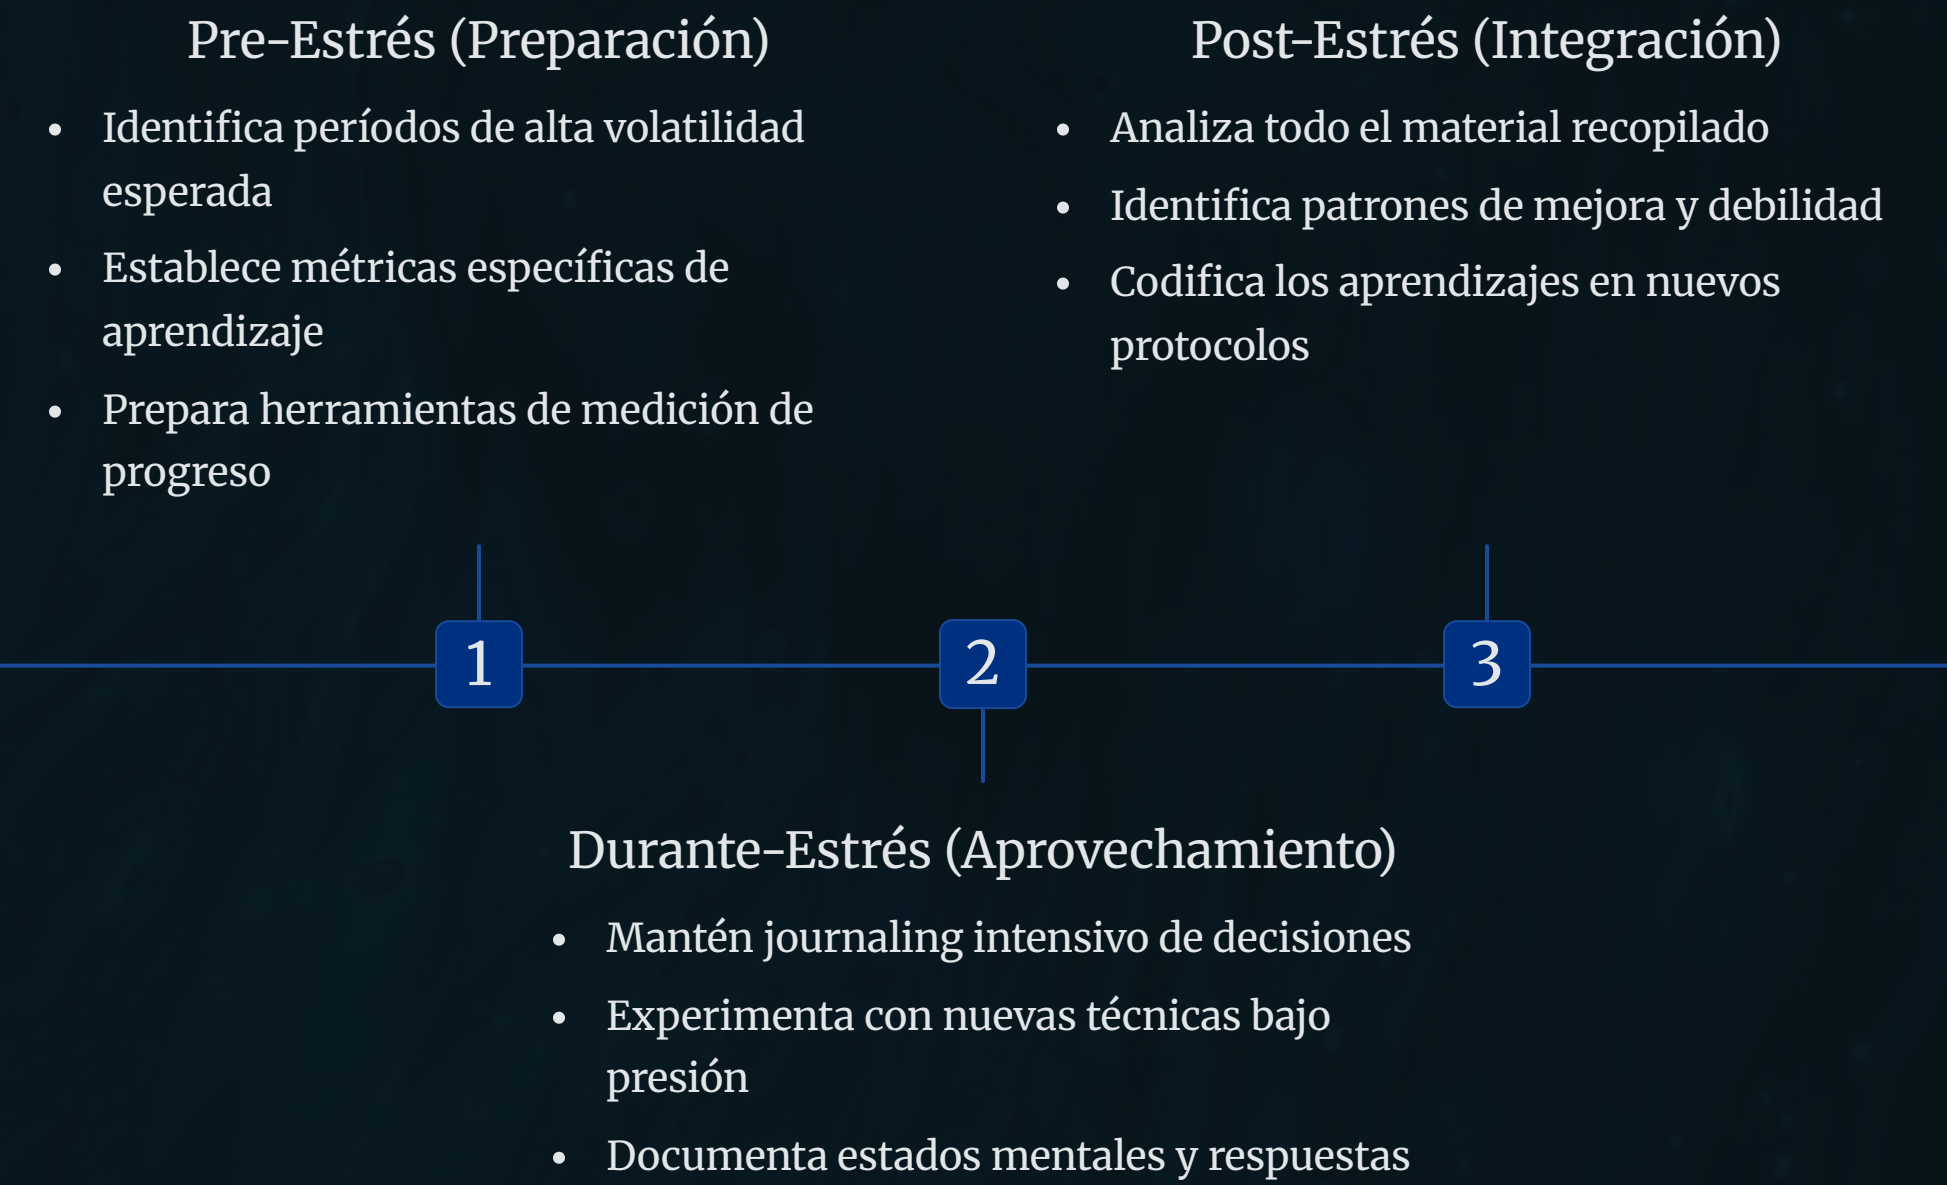 Pre-Estrés (Preparación)
• Identifica períodos de alta volatilidad
esperada
• Establece métricas específicas de
aprendizaje
• Prepara herramientas de medición de
progreso
Post-Estrés (Integración)
• Analiza todo el material recopilado
• Identifica patrones de mejora y debilidad
• Codifica los aprendizajes en nuevos
protocolos
1
2
3
Durante-Estrés (Aprovechamiento)
• Mantén journaling intensivo de decisiones
• Experimenta con nuevas técnicas bajo
presión
• Documenta estados mentales y respuestas